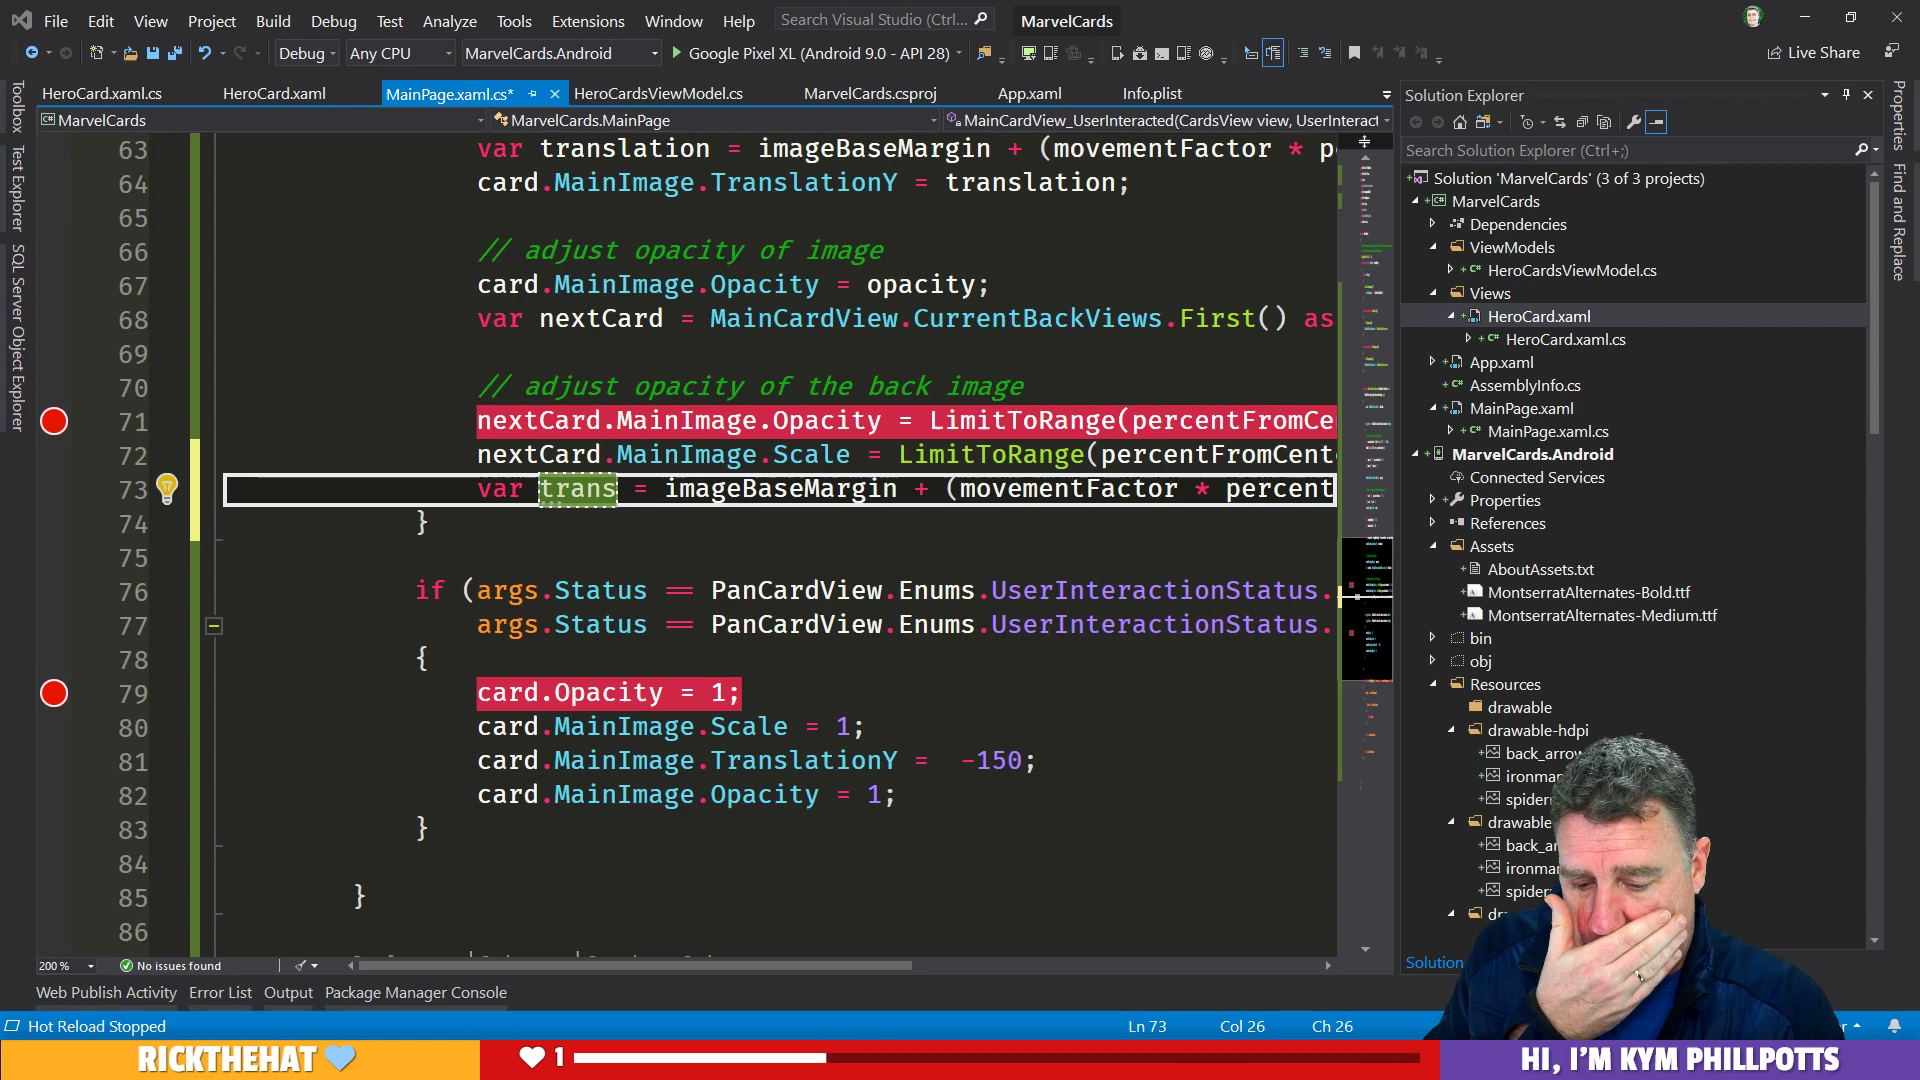 File Edit View Project Build Debug Test Analyze Tools Extensions Window Help Search Visual Studio (Ctrl... MarvelCards
Debug Any CPU MarvelCards.Android Google Pixel XL (Android 9.0 - API 28) Live Share
HeroCard.xaml.cs HeroCard.xaml MainPage.xaml.cs* HeroCardsViewModel.cs MarvelCards.csproj App.xaml Info.plist
MarvelCards MarvelCards.MainPage MainCardView_UserInteracted(CardsView view, UserInteract
63 var translation = imageBaseMargin + (movementFactor * p
64 card.MainImage.TranslationY = translation;
65
66 // adjust opacity of image
67 card.MainImage.Opacity = opacity;
68 var nextCard = MainCardView.CurrentBackViews.First() as
69
70 // adjust opacity of the back image
71 nextCard.MainImage.Opacity = LimitToRange(percentFromCe
72 nextCard.MainImage.Scale = LimitToRange(percentFromCent
73 var trans = imageBaseMargin + (movementFactor * percent
74 }
75
76 if (args.Status == PanCardView.Enums.UserInteractionStatus.
77 args.Status == PanCardView.Enums.UserInteractionStatus.
78 {
79 card.Opacity = 1;
80 card.MainImage.Scale = 1;
81 card.MainImage.TranslationY = -150;
82 card.MainImage.Opacity = 1;
83 }
84
85 }
86
200 % No issues found
Web Publish Activity Error List Output Package Manager Console
Hot Reload Stopped Ln 73 Col 26 Ch 26
Toolbox
Test Explorer
SQL Server Object Explorer
Solution Explorer
Search Solution Explorer (Ctrl+;)
Solution 'MarvelCards' (3 of 3 projects)
MarvelCards
Dependencies
ViewModels
HeroCardsViewModel.cs
Views
HeroCard.xaml
HeroCard.xaml.cs
App.xaml
AssemblyInfo.cs
MainPage.xaml
MainPage.xaml.cs
MarvelCards.Android
Connected Services
Properties
References
Assets
AboutAssets.txt
MontserratAlternates-Bold.ttf
MontserratAlternates-Medium.ttf
bin
obj
Resources
drawable
drawable-hdpi
back_arrow
ironma
spider
drawable
back_a
ironma
spide
dr
Solution
Properties
Find and Replace
RICKTHEHAT 1 HI, I'M KYM PHILLPOTTS